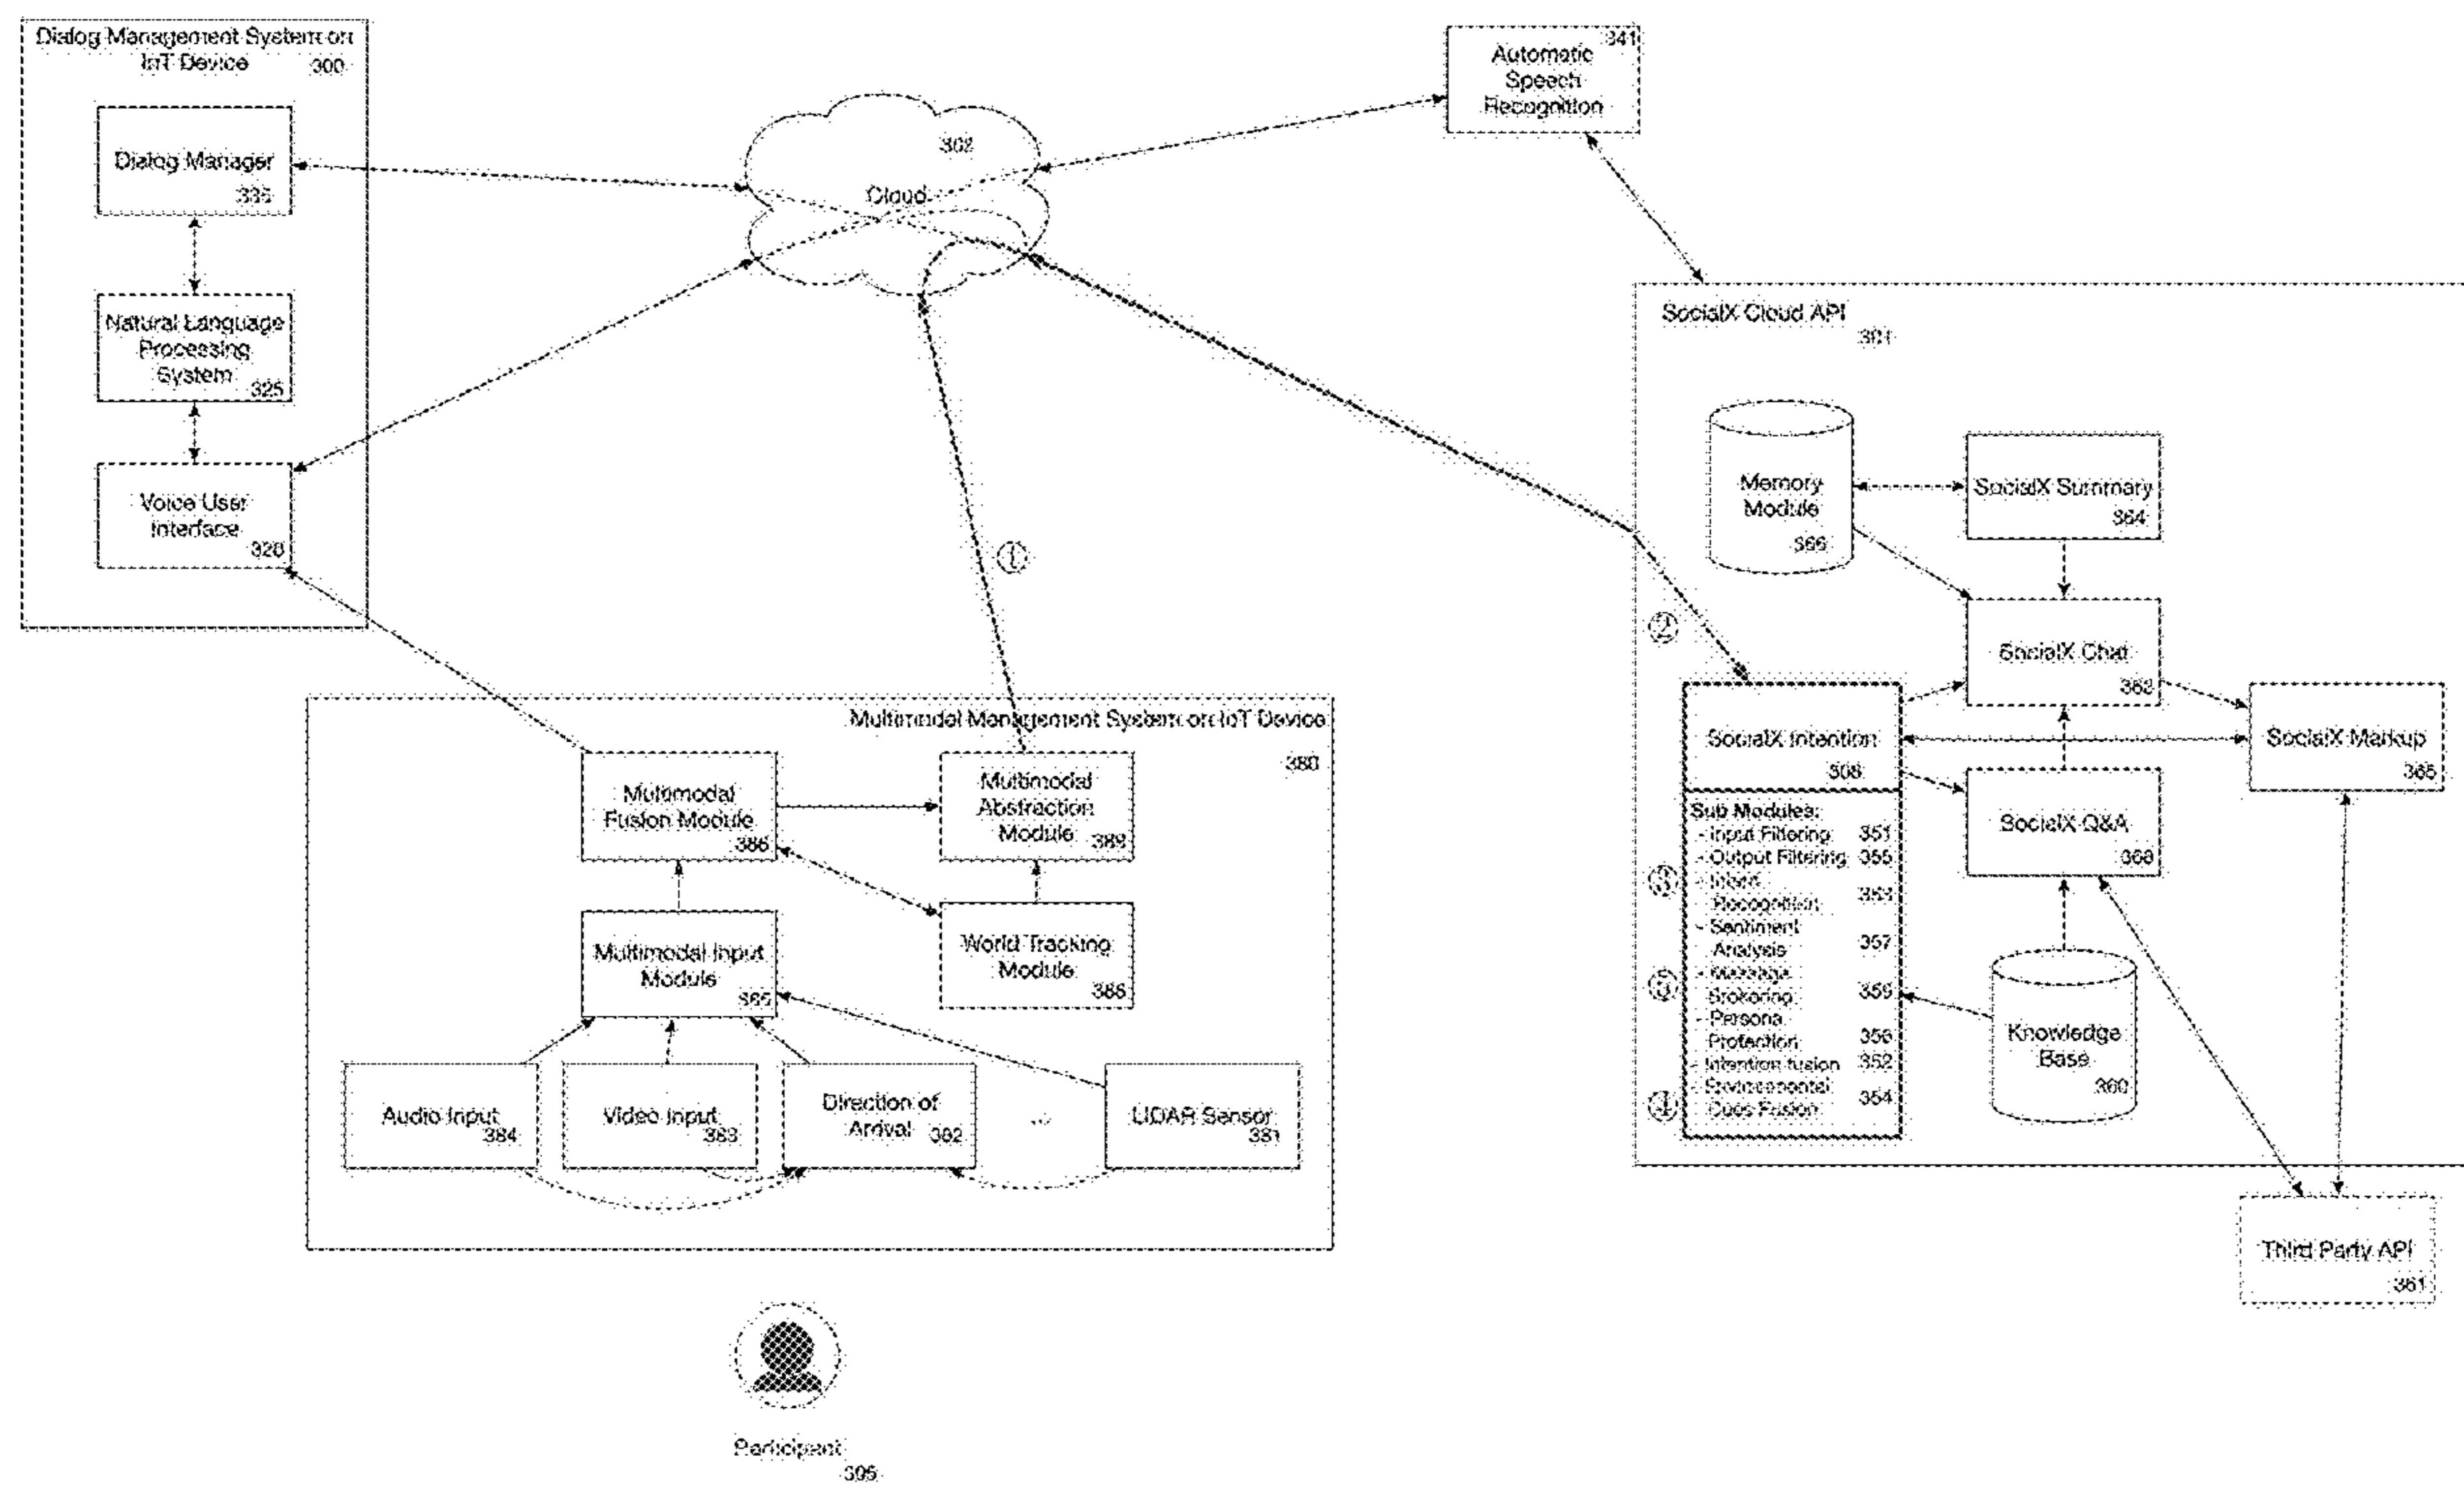 Dialog Management System on
IoT Device 300
Dialog Manager
335
Natural Language
Processing
System
325
Voice User
Interface
320
302
Cloud
341
Automatic
Speech
Recognition
SocialX Cloud API
301
Memory
Module
366
SocialX Summary
364
SocialX Chat
362
SocialX Intention
308
SocialX Markup
365
SocialX Q&A
368
Sub Modules:
- Input Filtering 351
- Output Filtering 355
- Intent
Recognition 353
- Sentiment
Analysis 357
- Message
Brokering 359
- Persona
Protection 356
- Intention fusion 352
- Environmental
Cues Fusion 354
Knowledge
Base
360
Third Party API
361
①
②
③
⑤
④
Multimodal Management System on IoT Device
380
Multimodal
Fusion Module
386
Multimodal
Abstraction
Module
389
Multimodal Input
Module
World Tracking
Module
388
Audio Input
384
Video Input
383
Direction of
Arrival 382
...
LIDAR Sensor
381
Participant
305